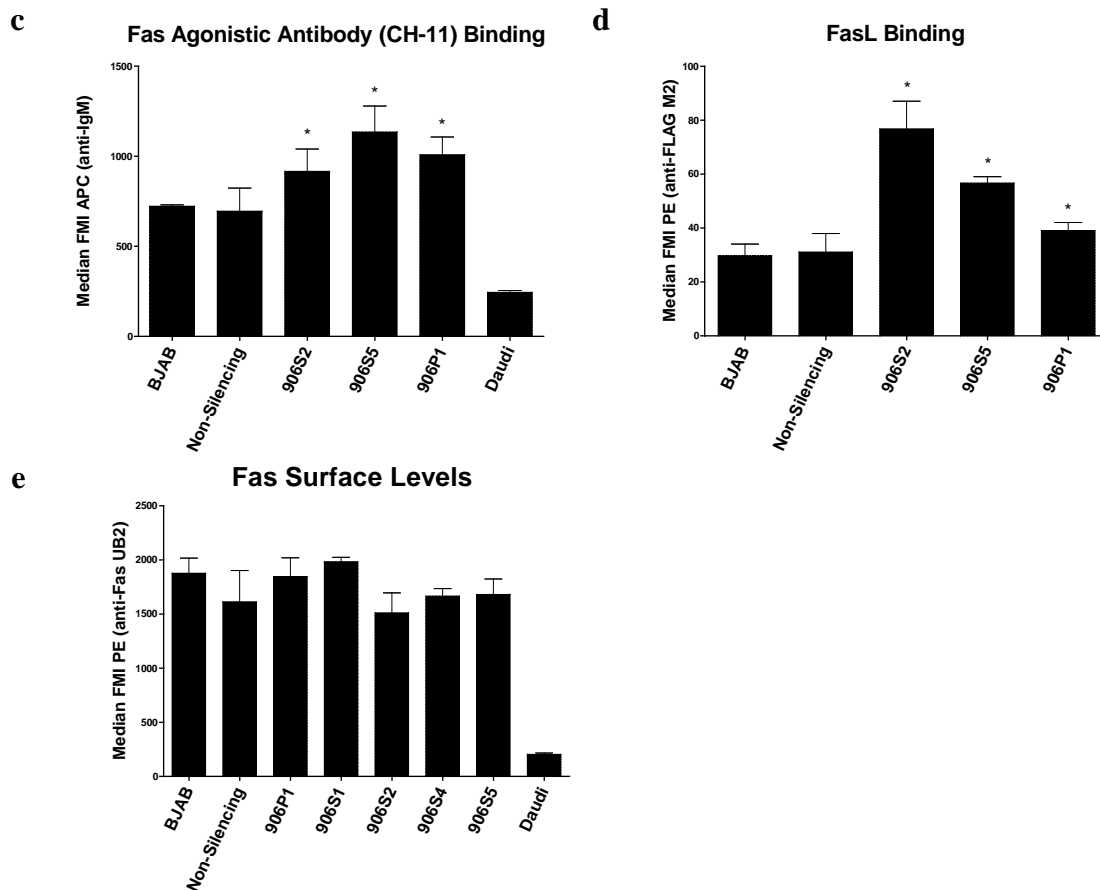 c
Fas Agonistic Antibody (CH-11) Binding
Median FMI APC (anti-IgM)
1500
1000
500
0
*
*
*
BJAB
Non-Silencing
906S2
906S5
906P1
Daudi
d
FasL Binding
Median FMI PE (anti-FLAG M2)
100
80
60
40
20
0
*
*
*
BJAB
Non-Silencing
906S2
906S5
906P1
e
Fas Surface Levels
Median FMI PE (anti-Fas UB2)
2500
2000
1500
1000
500
0
BJAB
Non-Silencing
906P1
906S1
906S2
906S4
906S5
Daudi